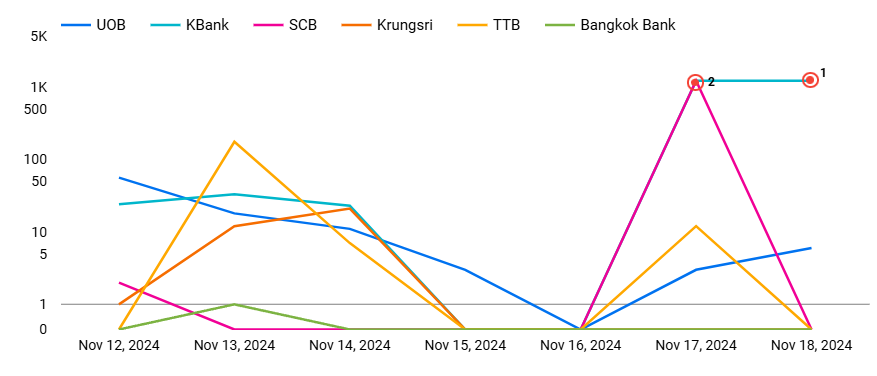 UOB KBank SCB Krungsri TTB Bangkok Bank
5K
1K
500
100
50
10
5
1
0
2
1
Nov 12, 2024 Nov 13, 2024 Nov 14, 2024 Nov 15, 2024 Nov 16, 2024 Nov 17, 2024 Nov 18, 2024